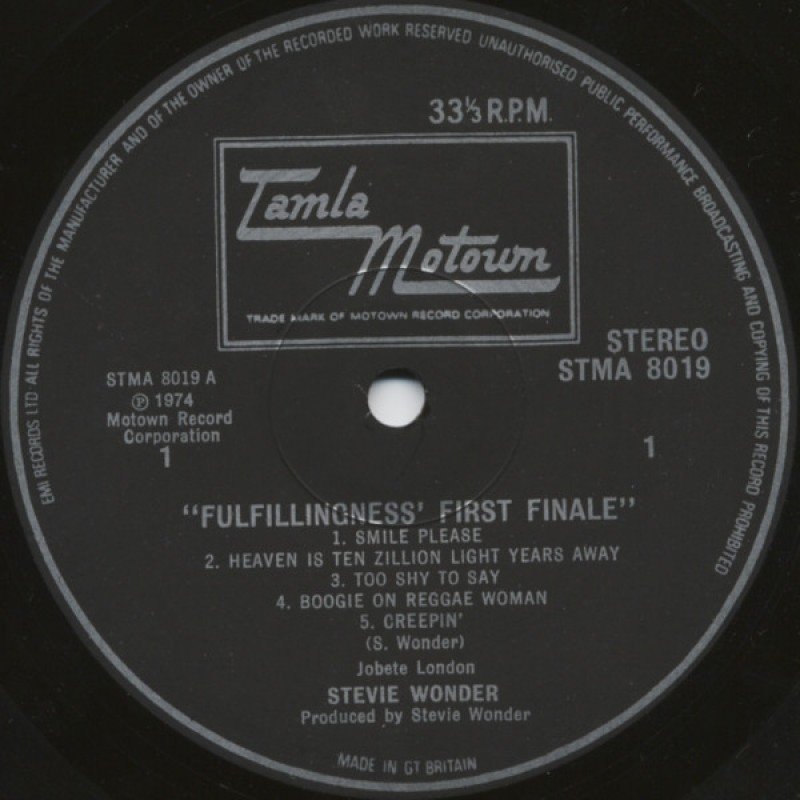 EMI RECORDS LTD ALL RIGHTS OF THE MANUFACTURER AND OF THE OWNER OF THE RECORDED WORK RESERVED UNAUTHORISED PUBLIC PERFORMANCE BROADCASTING AND COPYING OF THIS RECORD PROHIBITED
33⅓ R.P.M.
Tamla
Motown
TRADE MARK OF MOTOWN RECORD CORPORATION
STEREO
STMA 8019
STMA 8019 A
℗ 1974
Motown Record
Corporation
1
1
"FULFILLINGNESS' FIRST FINALE"
1. SMILE PLEASE
2. HEAVEN IS TEN ZILLION LIGHT YEARS AWAY
3. TOO SHY TO SAY
4. BOOGIE ON REGGAE WOMAN
5. CREEPIN'
(S. Wonder)
Jobete London
STEVIE WONDER
Produced by Stevie Wonder
MADE IN GT BRITAIN